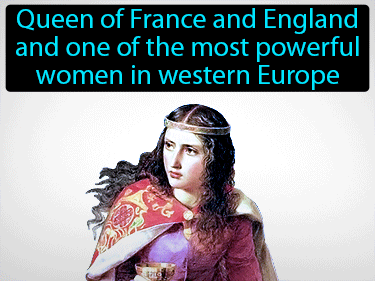 Queen of France and England
and one of the most powerful
women in western Europe